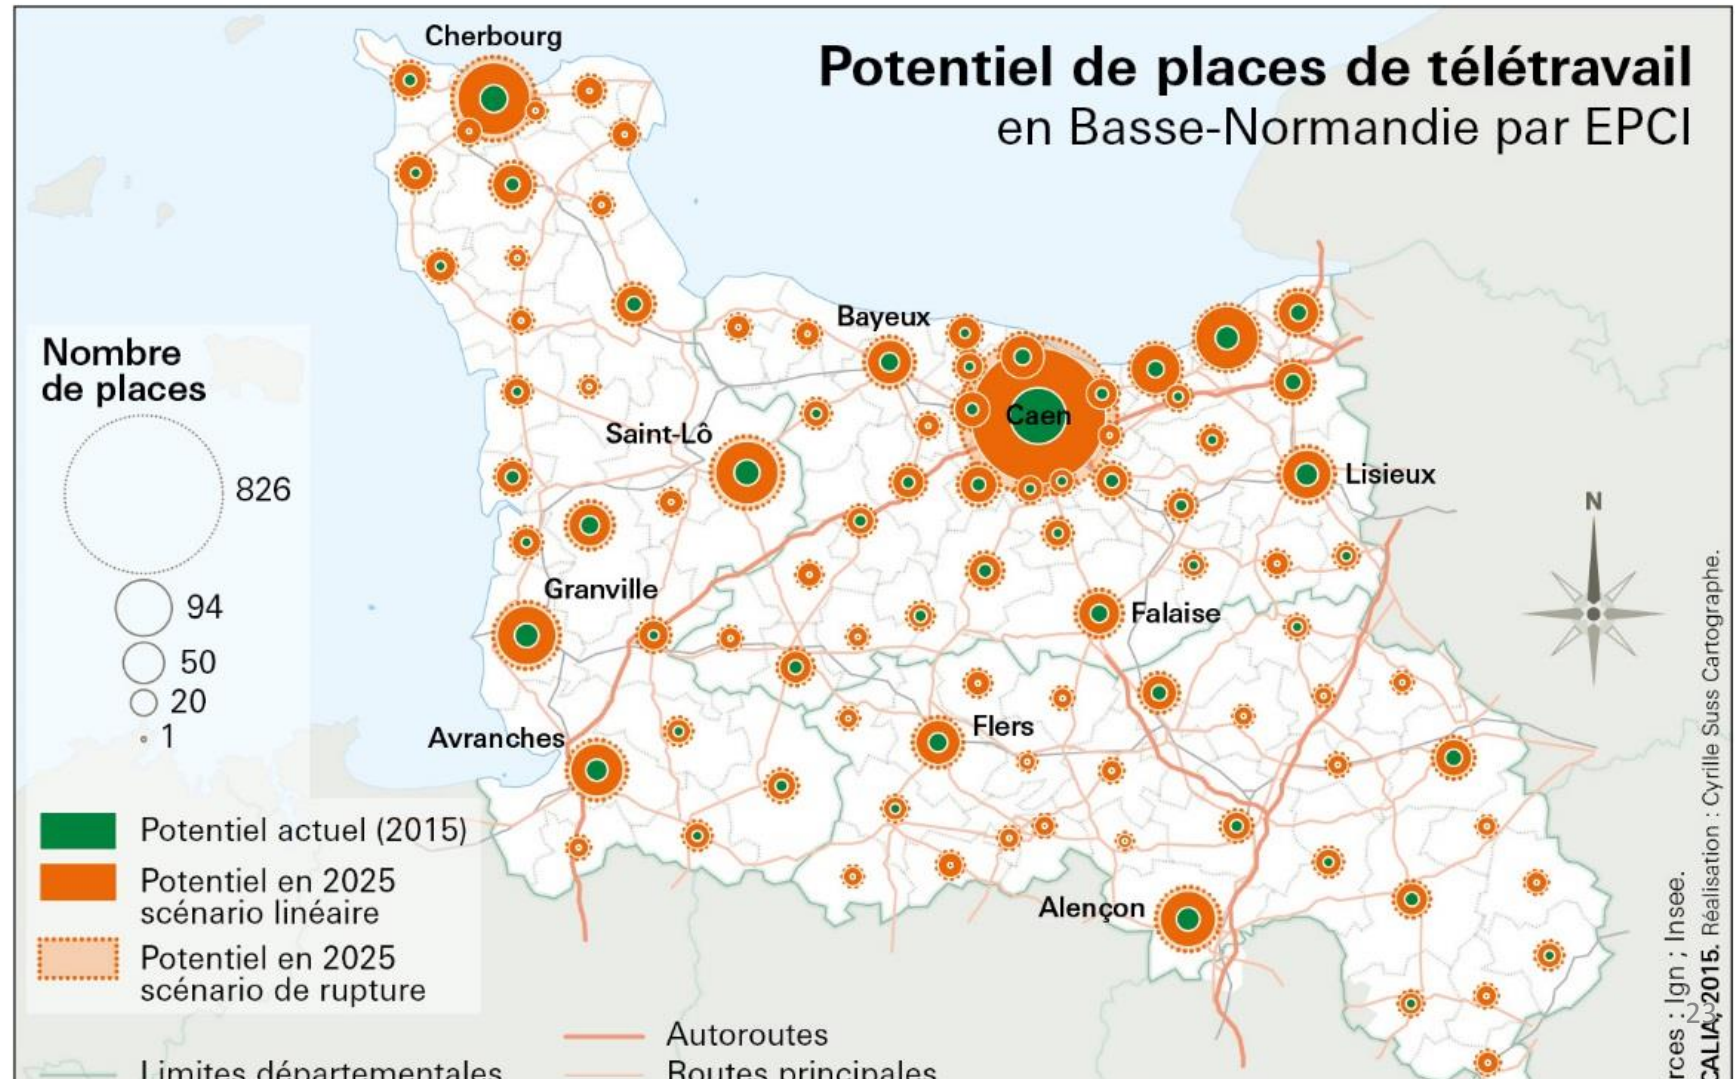 Potentiel de places de télétravail
en Basse-Normandie par EPCI
Cherbourg
Bayeux
Caen
Saint-Lô
Lisieux
Granville
Falaise
Avranches
Flers
Alençon
N
Nombre
de places
826
94
50
20
1
Potentiel actuel (2015)
Potentiel en 2025
scénario linéaire
Potentiel en 2025
scénario de rupture
Limites départementales
Autoroutes
Routes principales
rces : Ign ; Insee.
CALIA, 2015. Réalisation : Cyrille Suss Cartographe.